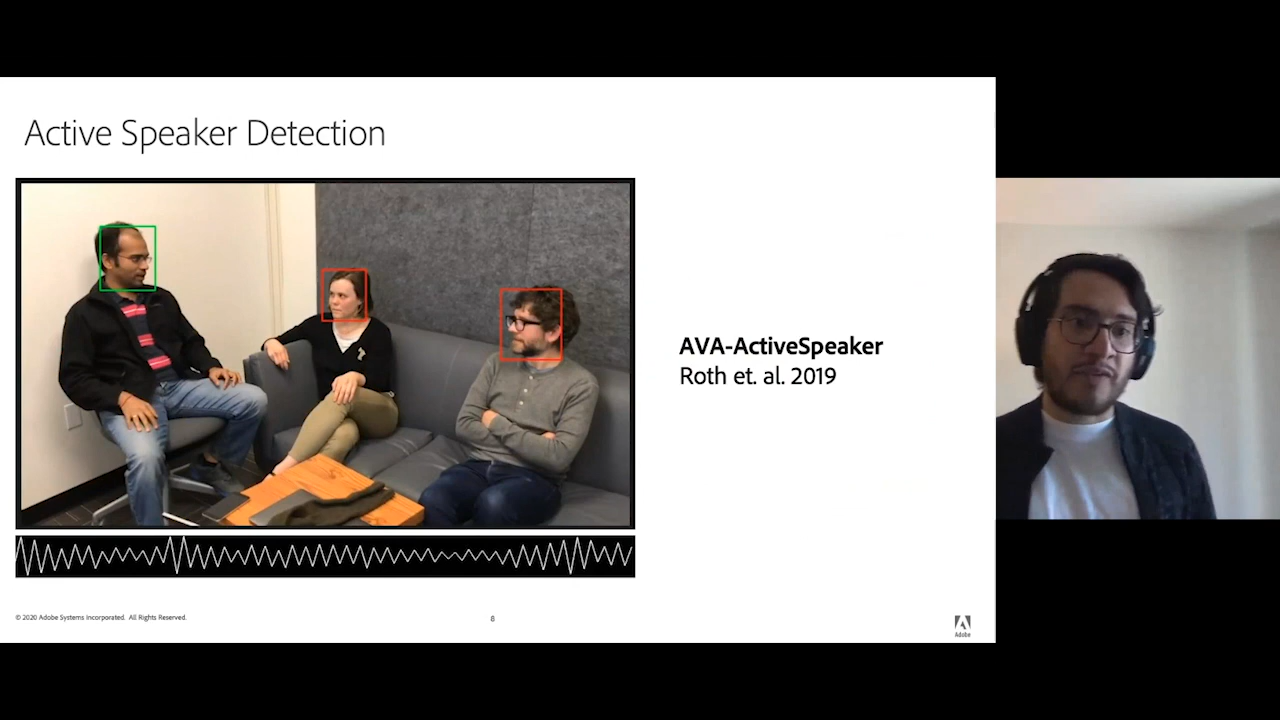 Active Speaker Detection
AVA-ActiveSpeaker
Roth et. al. 2019
© 2020 Adobe Systems Incorporated. All Rights Reserved.
8
Adobe